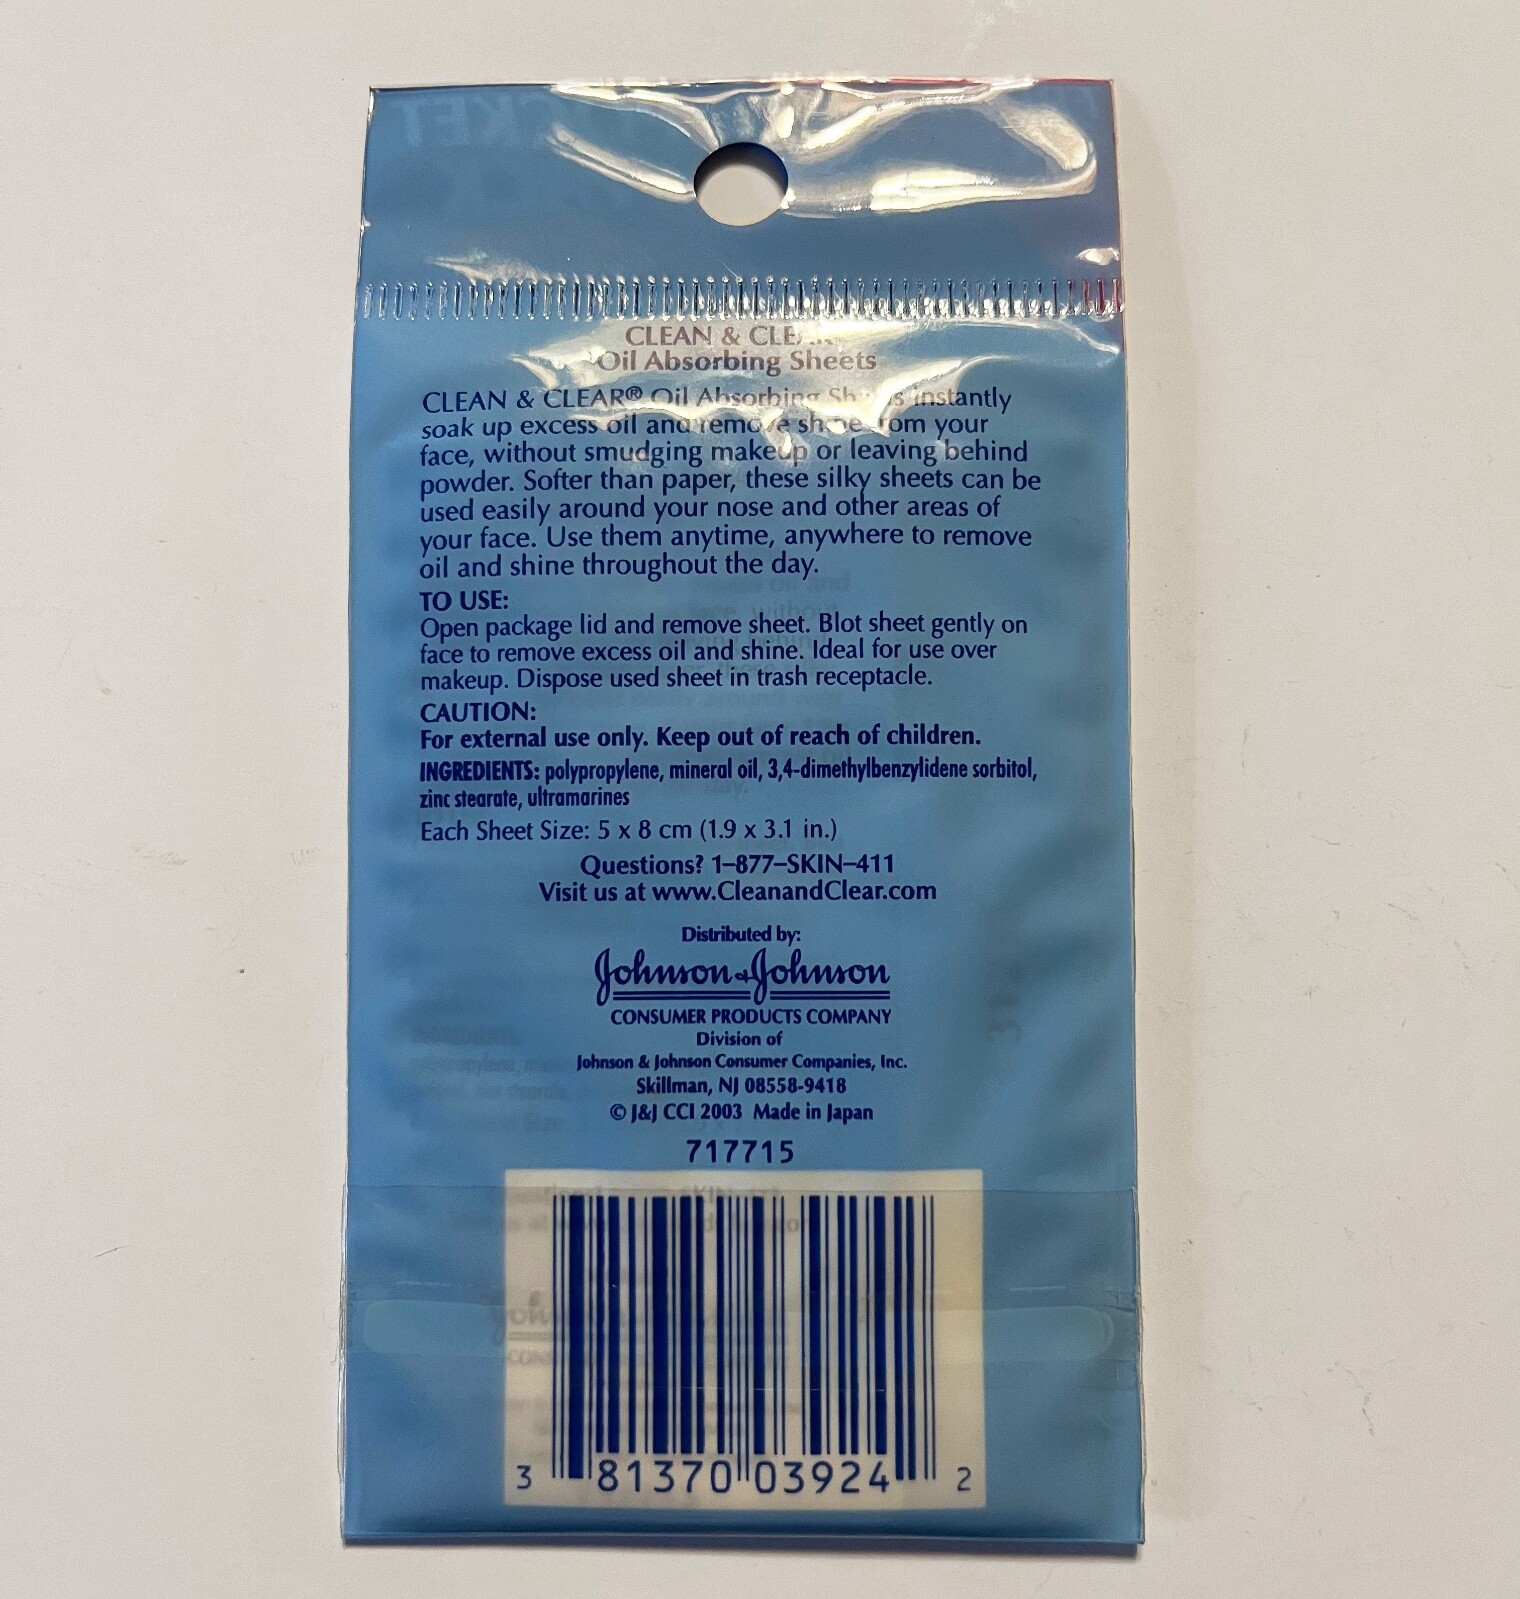 CLEAN & CLEAR
Oil Absorbing Sheets
CLEAN & CLEAR® Oil Absorbing Sheets instantly
soak up excess oil and remove shine from your
face, without smudging makeup or leaving behind
powder. Softer than paper, these silky sheets can be
used easily around your nose and other areas of
your face. Use them anytime, anywhere to remove
oil and shine throughout the day.
TO USE:
Open package lid and remove sheet. Blot sheet gently on
face to remove excess oil and shine. Ideal for use over
makeup. Dispose used sheet in trash receptacle.
CAUTION:
For external use only. Keep out of reach of children.
INGREDIENTS: polypropylene, mineral oil, 3,4-dimethylbenzylidene sorbitol,
zinc stearate, ultramarines
Each Sheet Size: 5 x 8 cm (1.9 x 3.1 in.)
Questions? 1–877–SKIN–411
Visit us at www.CleanandClear.com
Distributed by:
Johnson & Johnson
CONSUMER PRODUCTS COMPANY
Division of
Johnson & Johnson Consumer Companies, Inc.
Skillman, NJ 08558-9418
© J&J CCI 2003 Made in Japan
717715
3 81370 03924 2